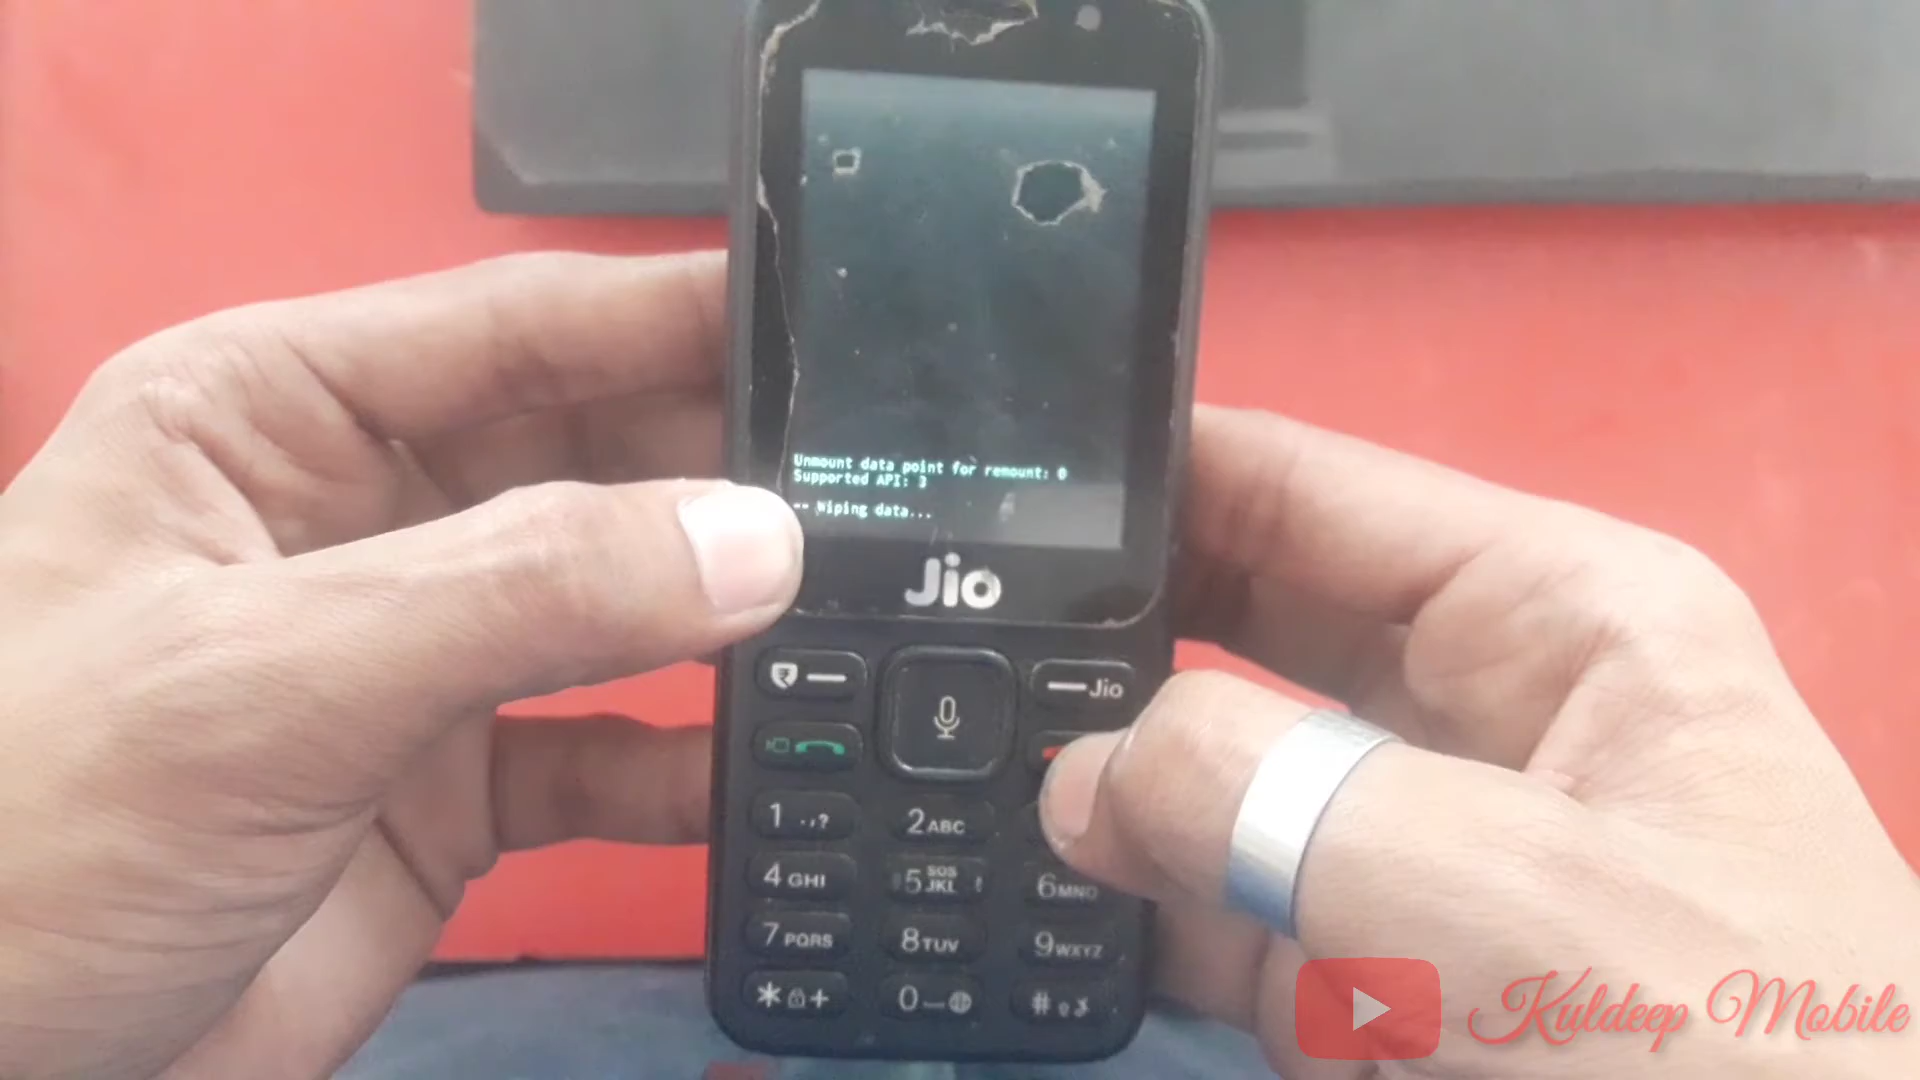 Unmount data point for remount: 0
Supported API: 3
-- Wiping data...
Jio
₹ —
— Jio
1 .,?
2 ABC
4 GHI
5 JKL SOS
6 MNO
7 PQRS
8 TUV
9 WXYZ
* +
0 _
#
Kuldeep Mobile